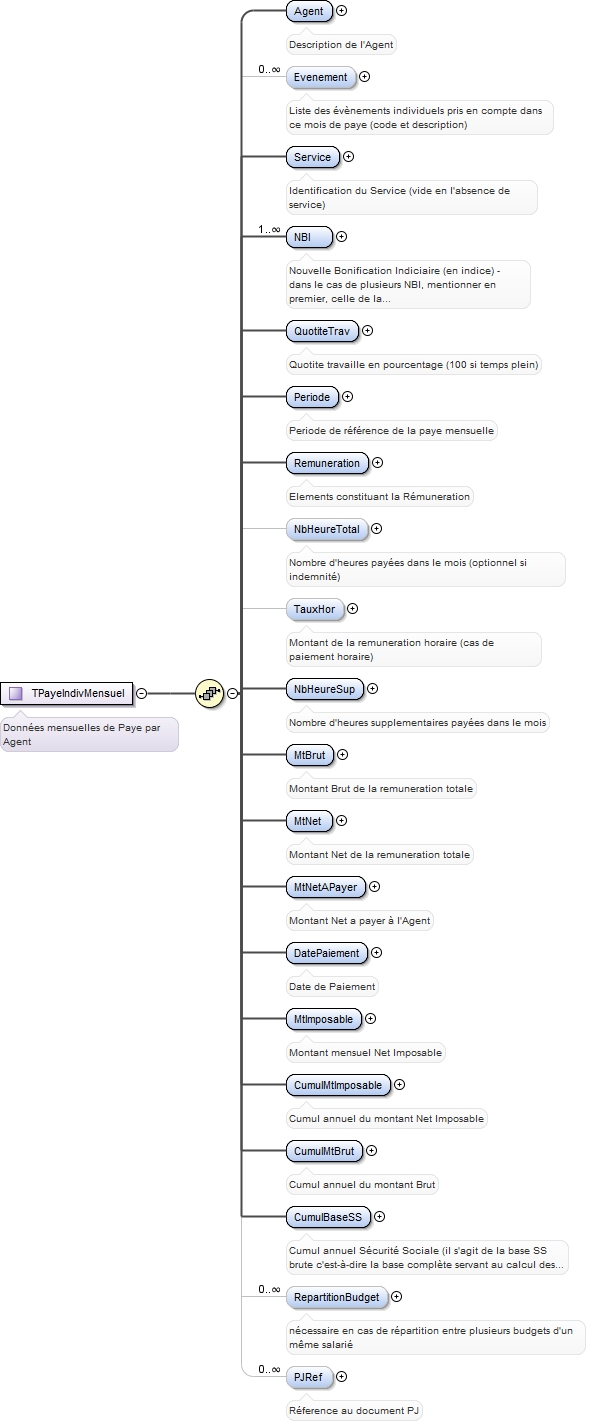 Agent
Description de l'Agent
0..∞
Evenement
Liste des évènements individuels pris en compte dans
ce mois de paye (code et description)
Service
Identification du Service (vide en l'absence de
service)
1..∞
NBI
Nouvelle Bonification Indiciaire (en indice) -
dans le cas de plusieurs NBI, mentionner en
premier, celle de la...
QuotiteTrav
Quotite travaille en pourcentage (100 si temps plein)
Periode
Periode de référence de la paye mensuelle
Remuneration
Elements constituant la Rémuneration
NbHeureTotal
Nombre d'heures payées dans le mois (optionnel si
indemnité)
TauxHor
Montant de la remuneration horaire (cas de
paiement horaire)
TPayeIndivMensuel
Données mensuelles de Paye par
Agent
NbHeureSup
Nombre d'heures supplementaires payées dans le mois
MtBrut
Montant Brut de la remuneration totale
MtNet
Montant Net de la remuneration totale
MtNetAPayer
Montant Net a payer à l'Agent
DatePaiement
Date de Paiement
MtImposable
Montant mensuel Net Imposable
CumulMtImposable
Cumul annuel du montant Net Imposable
CumulMtBrut
Cumul annuel du montant Brut
CumulBaseSS
Cumul annuel Sécurité Sociale (il s'agit de la base SS
brute c'est-à-dire la base complète servant au calcul des...
0..∞
RepartitionBudget
nécessaire en cas de répartition entre plusieurs budgets d'un
même salarié
0..∞
PJRef
Réference au document PJ